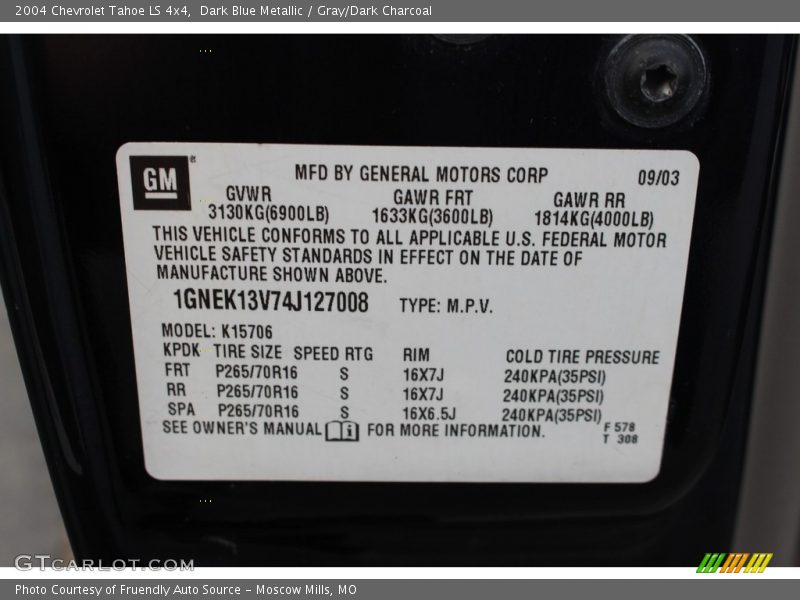 2004 Chevrolet Tahoe LS 4x4, Dark Blue Metallic / Gray/Dark Charcoal
GM
MFD BY GENERAL MOTORS CORP 09/03
GVWR GAWR FRT GAWR RR
3130KG(6900LB) 1633KG(3600LB) 1814KG(4000LB)
THIS VEHICLE CONFORMS TO ALL APPLICABLE U.S. FEDERAL MOTOR
VEHICLE SAFETY STANDARDS IN EFFECT ON THE DATE OF
MANUFACTURE SHOWN ABOVE.
1GNEK13V74J127008 TYPE: M.P.V.
MODEL: K15706
KPDK TIRE SIZE SPEED RTG RIM COLD TIRE PRESSURE
FRT P265/70R16 S 16X7J 240KPA(35PSI)
RR P265/70R16 S 16X7J 240KPA(35PSI)
SPA P265/70R16 S 16X6.5J 240KPA(35PSI)
SEE OWNER'S MANUAL i FOR MORE INFORMATION.
F 578
T 308
GTCARLOT.COM
Photo Courtesy of Fruendly Auto Source - Moscow Mills, MO